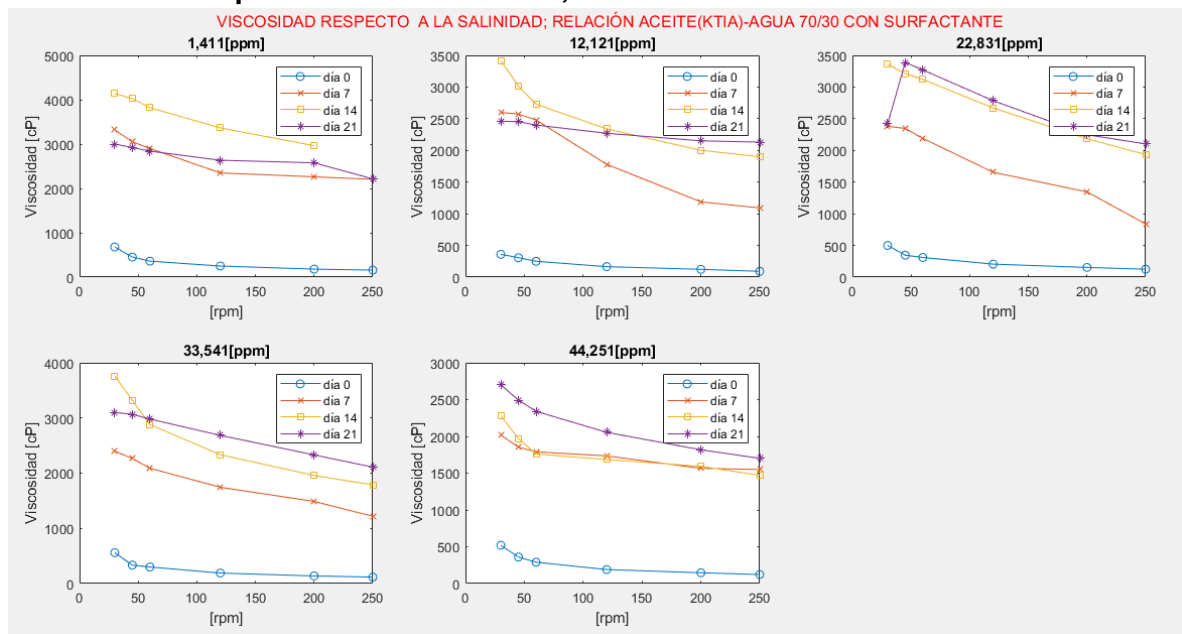 VISCOSIDAD RESPECTO A LA SALINIDAD; RELACIÓN ACEITE(KTIA)-AGUA 70/30 CON SURFACTANTE
1,411[ppm]
5000
4000
3000
2000
1000
0
Viscosidad [cP]
0 50 100 150 200 250
[rpm]
día 0
día 7
día 14
día 21
12,121[ppm]
3500
3000
2500
2000
1500
1000
500
0
Viscosidad [cP]
0 50 100 150 200 250
[rpm]
día 0
día 7
día 14
día 21
22,831[ppm]
3500
3000
2500
2000
1500
1000
500
0
Viscosidad [cP]
0 50 100 150 200 250
[rpm]
día 0
día 7
día 14
día 21
33,541[ppm]
4000
3000
2000
1000
0
Viscosidad [cP]
0 50 100 150 200 250
[rpm]
día 0
día 7
día 14
día 21
44,251[ppm]
3000
2500
2000
1500
1000
500
0
Viscosidad [cP]
0 50 100 150 200 250
[rpm]
día 0
día 7
día 14
día 21